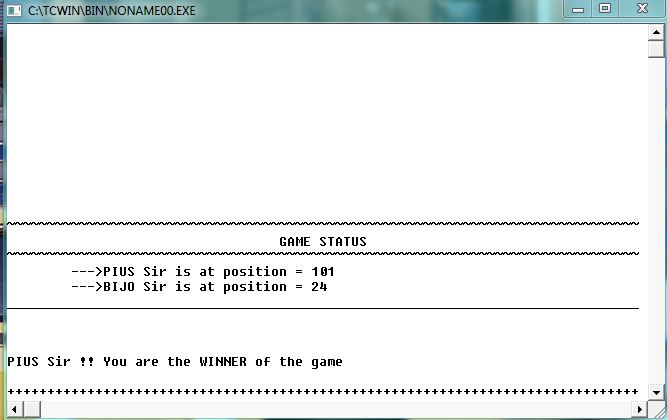 C:\TCWIN\BIN\NONAME00.EXE
~~~~~~~~~~~~~~~~~~~~~~~~~~~~~~~~~~~~~~~~~~~~~~~~~~~~~~~~~~~~~~~~~~~~~~~~~~~~~~~
GAME STATUS
~~~~~~~~~~~~~~~~~~~~~~~~~~~~~~~~~~~~~~~~~~~~~~~~~~~~~~~~~~~~~~~~~~~~~~~~~~~~~~~
--->PIUS Sir is at position = 101
--->BIJO Sir is at position = 24
_______________________________________________________________________________
PIUS Sir !! You are the WINNER of the game
+++++++++++++++++++++++++++++++++++++++++++++++++++++++++++++++++++++++++++++++